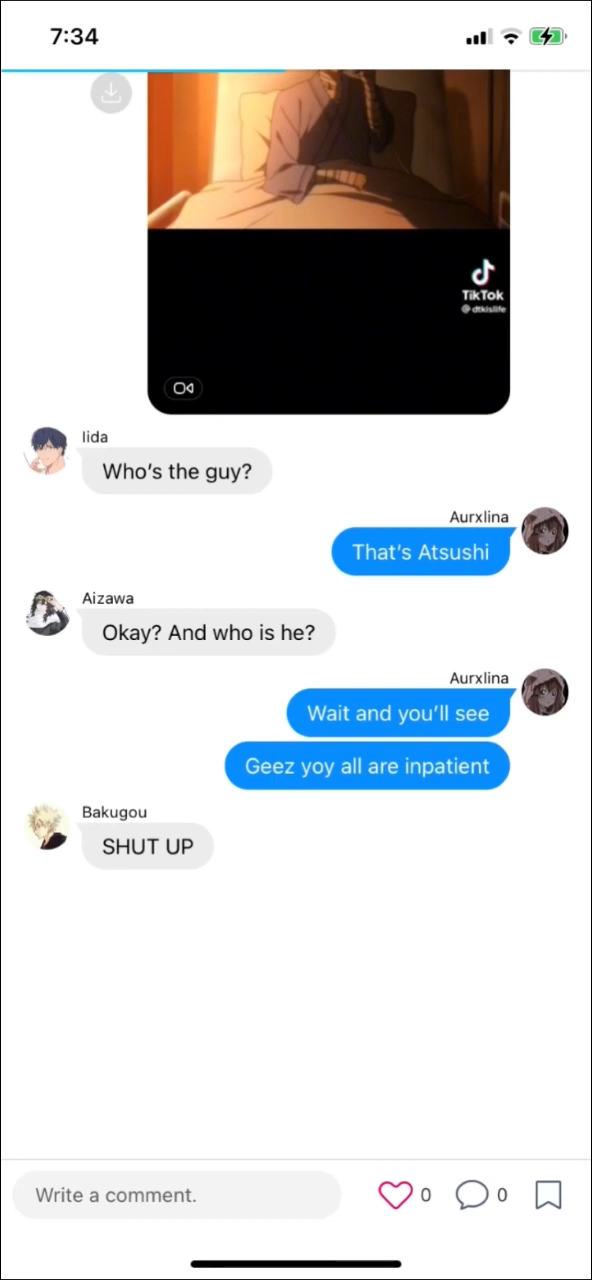 7:34
TikTok
@dtkislife
Iida
Who's the guy?
Aurxlina
That's Atsushi
Aizawa
Okay? And who is he?
Aurxlina
Wait and you'll see
Geez yoy all are inpatient
Bakugou
SHUT UP
Write a comment.
0
0